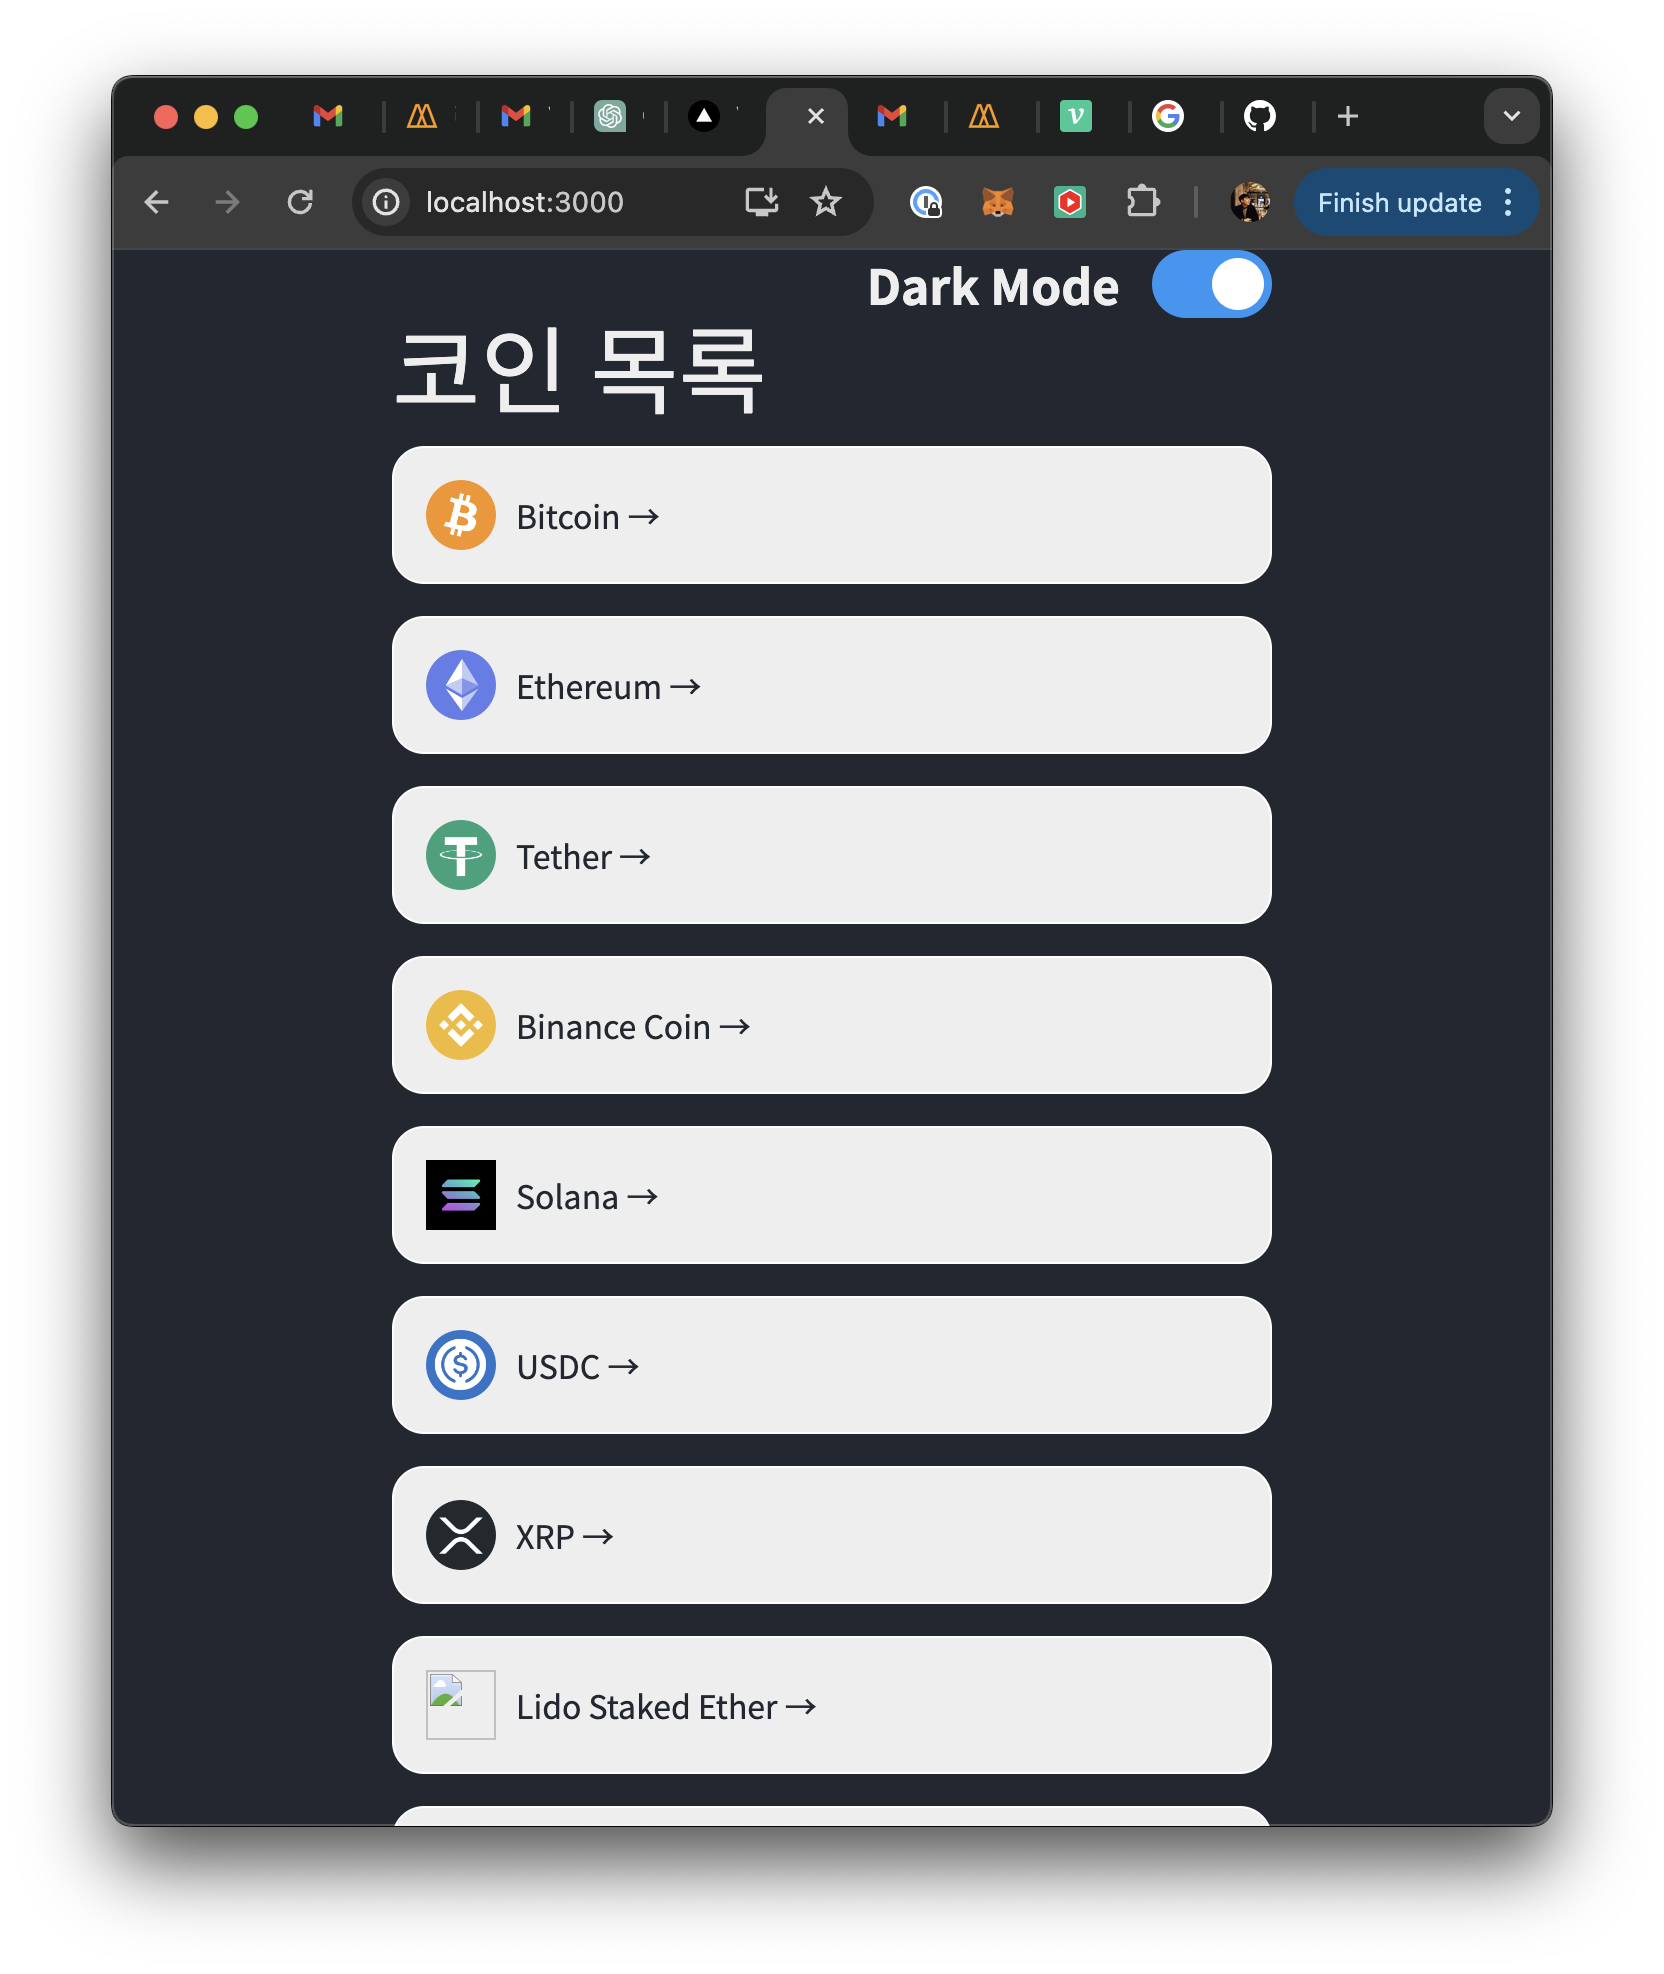 localhost:3000
Finish update
Dark Mode
코인 목록
Bitcoin →
Ethereum →
Tether →
Binance Coin →
Solana →
USDC →
XRP →
Lido Staked Ether →